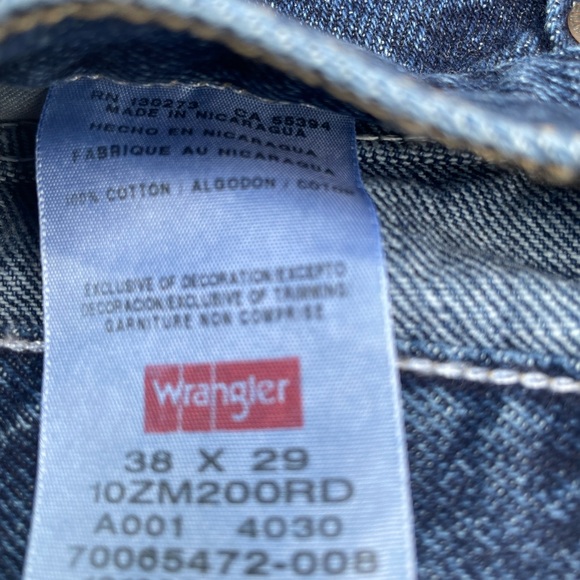 RN 130273 CA 55394
MADE IN NICARAGUA
HECHO EN NICARAGUA
FABRIQUE AU NICARAGUA
100% COTTON / ALGODON / COTON
EXCLUSIVE OF DECORATION/EXCEPTO
DECORACION/EXCLUSIVE OF TRIMMING/
GARNITURE NON COMPRISE
Wrangler
38 X 29
10ZM200RD
A001 4030
70065472-008